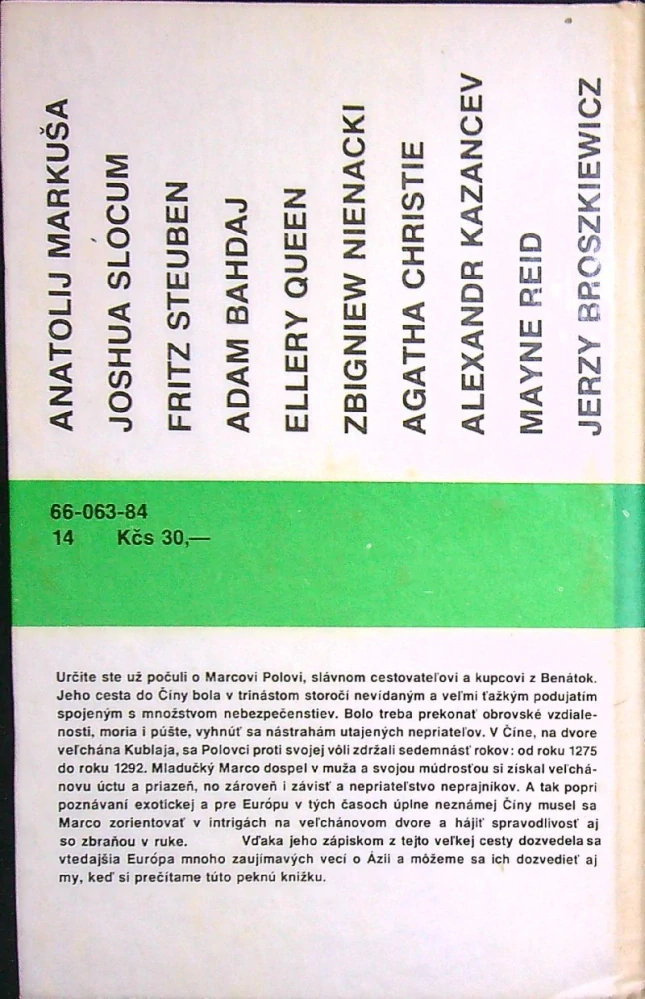 ANATOLIJ MARKUŠA
JOSHUA SLOCUM
FRITZ STEUBEN
ADAM BAHDAJ
ELLERY QUEEN
ZBIGNIEW NIENACKI
AGATHA CHRISTIE
ALEXANDR KAZANCEV
MAYNE REID
JERZY BROSZKIEWICZ
66-063-84
14 Kčs 30,—
Určite ste už počuli o Marcovi Polovi, slávnom cestovateľovi a kupcovi z Benátok.
Jeho cesta do Číny bola v trinástom storočí nevídaným a veľmi ťažkým podujatím
spojeným s množstvom nebezpečenstiev. Bolo treba prekonať obrovské vzdiale-
nosti, moria i púšte, vyhnúť sa nástrahám utajených nepriateľov. V Číne, na dvore
veľchána Kublaja, sa Polovci proti svojej vôli zdržali sedemnásť rokov: od roku 1275
do roku 1292. Mladučký Marco dospel v muža a svojou múdrosťou si získal veľchá-
novu úctu a priazeň, no zároveň i závisť a nepriateľstvo neprajníkov. A tak popri
poznávaní exotickej a pre Európu v tých časoch úplne neznámej Číny musel sa
Marco zorientovať v intrigách na veľchánovom dvore a hájiť spravodlivosť aj
so zbraňou v ruke. Vďaka jeho zápiskom z tejto veľkej cesty dozvedela sa
vtedajšia Európa mnoho zaujímavých vecí o Ázii a môžeme sa ich dozvedieť aj
my, keď si prečítame túto peknú knižku.